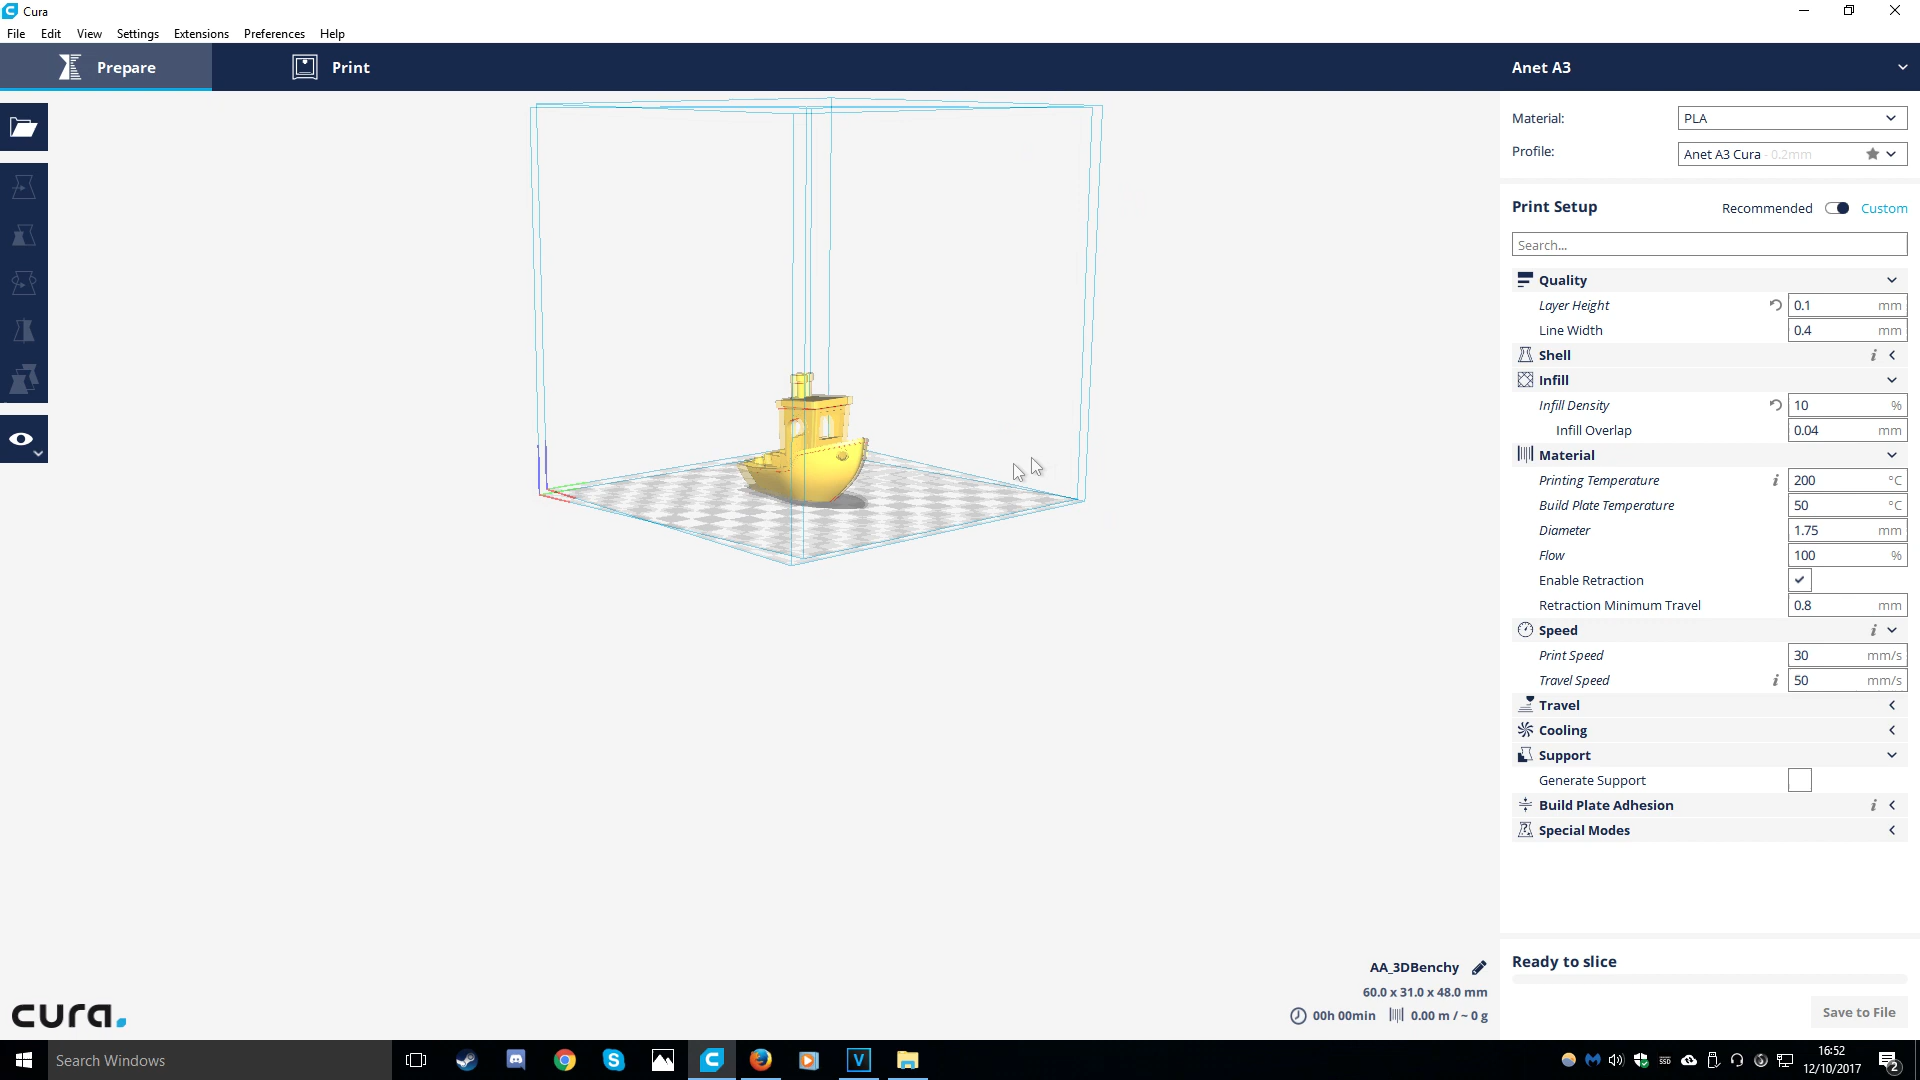 Cura
File Edit View Settings Extensions Preferences Help
Prepare
Print
Anet A3
Material:
PLA
Profile:
Anet A3 Cura - 0.2mm
Print Setup
Recommended
Custom
Search...
Quality
Layer Height
0.1 mm
Line Width
0.4 mm
Shell
i
Infill
Infill Density
10 %
Infill Overlap
0.04 mm
Material
Printing Temperature
i
200 °C
Build Plate Temperature
50 °C
Diameter
1.75 mm
Flow
100 %
Enable Retraction
Retraction Minimum Travel
0.8 mm
Speed
i
Print Speed
30 mm/s
Travel Speed
i
50 mm/s
Travel
Cooling
Support
Generate Support
Build Plate Adhesion
i
Special Modes
AA_3DBenchy
60.0 x 31.0 x 48.0 mm
00h 00min
0.00 m / ~ 0 g
Ready to slice
Save to File
cura.
Search Windows
V
SSD
16:52
12/10/2017
2